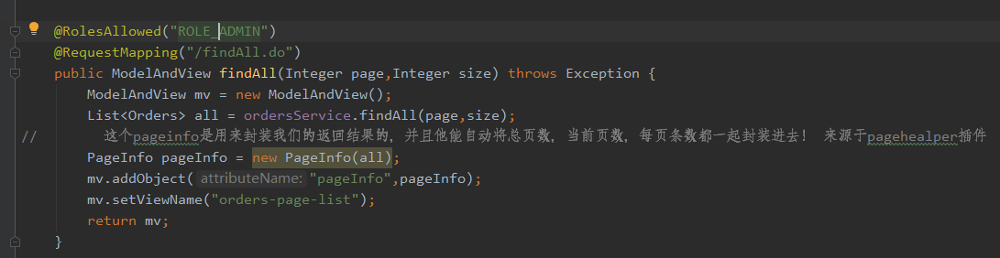 @RolesAllowed("ROLE_ADMIN")
@RequestMapping("/findAll.do")
public ModelAndView findAll(Integer page,Integer size) throws Exception {
ModelAndView mv = new ModelAndView();
List<Orders> all = ordersService.findAll(page,size);
// 这个pageinfo是用来封装我们的返回结果的，并且他能自动将总页数，当前页数，每页条数都一起封装进去！ 来源于pagehealper插件
PageInfo pageInfo = new PageInfo(all);
mv.addObject( attributeName: "pageInfo",pageInfo);
mv.setViewName("orders-page-list");
return mv;
}